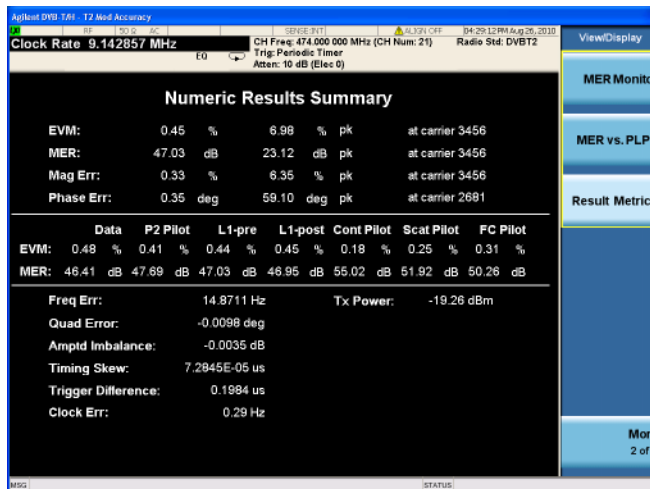 Agilent DVB-T/H - T2 Mod Accuracy
RF 50 Ω AC SENSE:INT ALIGN OFF 04:29:12 PM Aug 26, 2010
Clock Rate 9.142857 MHz
CH Freq: 474.000 000 MHz (CH Num: 21)
Radio Std: DVBT2
EQ
Trig: Periodic Timer
Atten: 10 dB (Elec 0)
View/Display
MER Monito
MER vs. PLP
Result Metric
Mor
2 of
Numeric Results Summary
EVM: 0.45 % 6.98 % pk at carrier 3456
MER: 47.03 dB 23.12 dB pk at carrier 3456
Mag Err: 0.33 % 6.35 % pk at carrier 3456
Phase Err: 0.35 deg 59.10 deg pk at carrier 2681
Data P2 Pilot L1-pre L1-post Cont Pilot Scat Pilot FC Pilot
EVM: 0.48 % 0.41 % 0.44 % 0.45 % 0.18 % 0.25 % 0.31 %
MER: 46.41 dB 47.69 dB 47.03 dB 46.95 dB 55.02 dB 51.92 dB 50.26 dB
Freq Err: 14.8711 Hz Tx Power: -19.26 dBm
Quad Error: -0.0098 deg
Amptd Imbalance: -0.0035 dB
Timing Skew: 7.2845E-05 us
Trigger Difference: 0.1984 us
Clock Err: 0.29 Hz
MSG STATUS